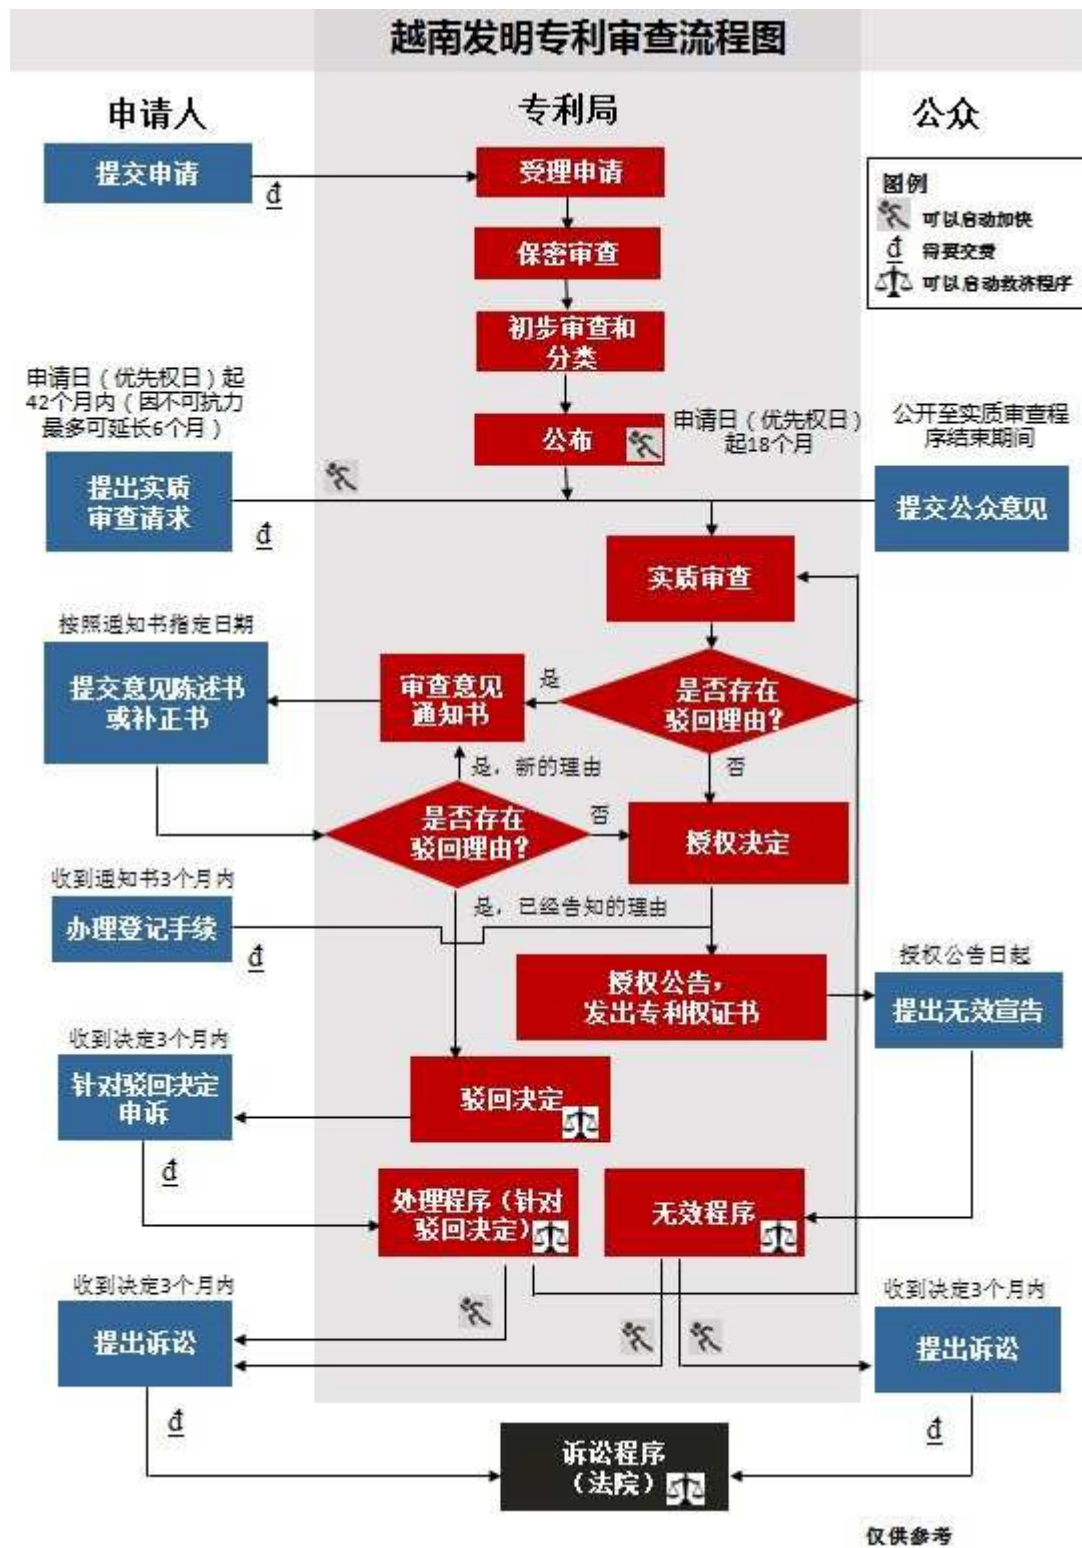 越南发明专利审查流程图
申请人
专利局
公众
提交申请
đ
受理申请
图例
可以启动加快
đ 需要交费
可以启动救济程序
保密审查
初步审查和
分类
申请日（优先权日）起
42个月内（因不可抗力
最多可延长6个月）
公布
申请日（优先权日）
起18个月
公开至实质审查程
序结束期间
提出实质
审查请求
đ
提交公众意见
实质审查
按照通知书指定日期
提交意见陈述书
或补正书
审查意见
通知书
是
是否存在
驳回理由？
是，新的理由
否
是否存在
驳回理由？
否
授权决定
收到通知书3个月内
办理登记手续
đ
是，已经告知的理由
授权公告，
发出专利权证书
授权公告日起
提出无效宣告
收到决定3个月内
针对驳回决定
申诉
đ
驳回决定
处理程序（针对
驳回决定）
无效程序
收到决定3个月内
提出诉讼
đ
收到决定3个月内
提出诉讼
đ
诉讼程序
（法院）
仅供参考